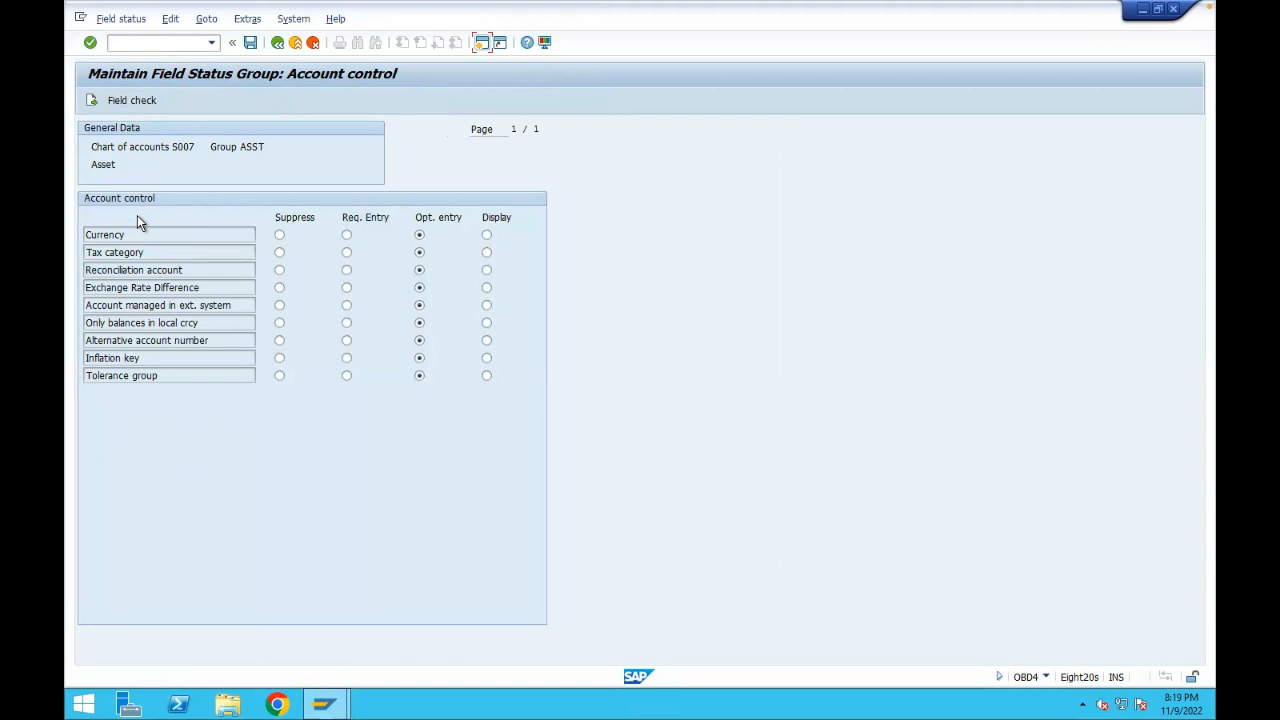 Field status Edit Goto Extras System Help
Maintain Field Status Group: Account control
Field check
General Data
Page 1 / 1
Chart of accounts S007 Group ASST
Asset
Account control
Suppress Req. Entry Opt. entry Display
Currency
Tax category
Reconciliation account
Exchange Rate Difference
Account managed in ext. system
Only balances in local crcy
Alternative account number
Inflation key
Tolerance group
SAP
OBD4 Eight20s INS
8:19 PM
11/9/2022